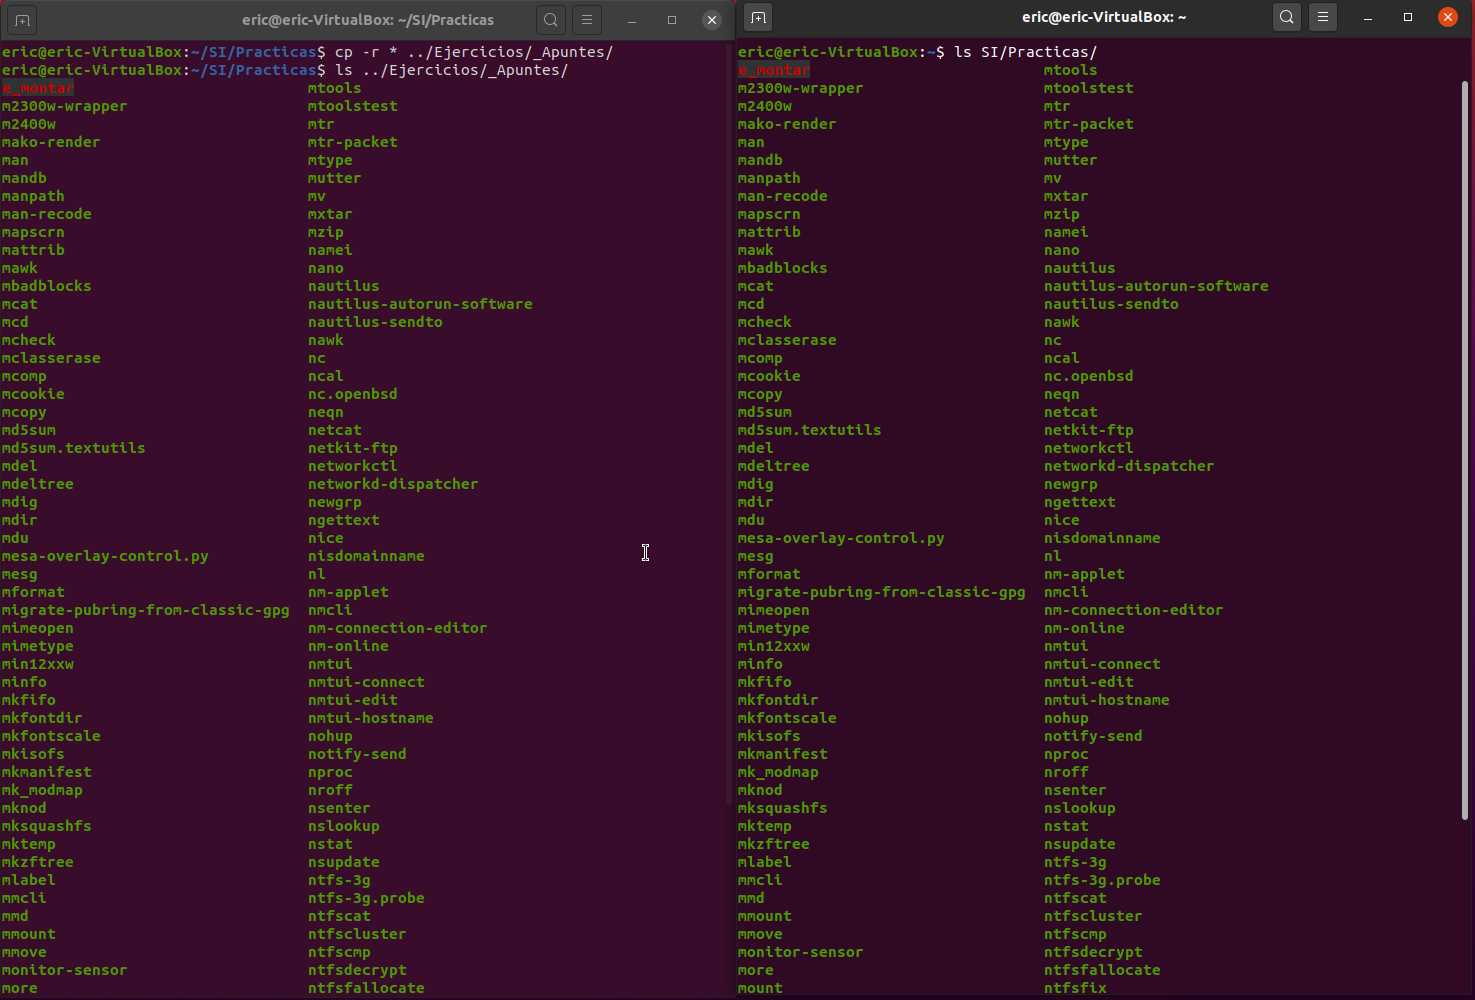 eric@eric-VirtualBox: ~/SI/Practicas
eric@eric-VirtualBox:~/SI/Practicas$ cp -r * ../Ejercicios/_Apuntes/
eric@eric-VirtualBox:~/SI/Practicas$ ls ../Ejercicios/_Apuntes/
e_montar mtools
m2300w-wrapper mtoolstest
m2400w mtr
mako-render mtr-packet
man mtype
mandb mutter
manpath mv
man-recode mxtar
mapscrn mzip
mattrib namei
mawk nano
mbadblocks nautilus
mcat nautilus-autorun-software
mcd nautilus-sendto
mcheck nawk
mclasserase nc
mcomp ncal
mcookie nc.openbsd
mcopy neqn
md5sum netcat
md5sum.textutils netkit-ftp
mdel networkctl
mdeltree networkd-dispatcher
mdig newgrp
mdir ngettext
mdu nice
mesa-overlay-control.py nisdomainname
mesg nl
mformat nm-applet
migrate-pubring-from-classic-gpg nmcli
mimeopen nm-connection-editor
mimetype nm-online
min12xxw nmtui
minfo nmtui-connect
mkfifo nmtui-edit
mkfontdir nmtui-hostname
mkfontscale nohup
mkisofs notify-send
mkmanifest nproc
mk_modmap nroff
mknod nsenter
mksquashfs nslookup
mktemp nstat
mkzftree nsupdate
mlabel ntfs-3g
mmcli ntfs-3g.probe
mmd ntfscat
mmount ntfscluster
mmove ntfscmp
monitor-sensor ntfsdecrypt
more ntfsfallocate
eric@eric-VirtualBox: ~
eric@eric-VirtualBox:~$ ls SI/Practicas/
e_montar mtools
m2300w-wrapper mtoolstest
m2400w mtr
mako-render mtr-packet
man mtype
mandb mutter
manpath mv
man-recode mxtar
mapscrn mzip
mattrib namei
mawk nano
mbadblocks nautilus
mcat nautilus-autorun-software
mcd nautilus-sendto
mcheck nawk
mclasserase nc
mcomp ncal
mcookie nc.openbsd
mcopy neqn
md5sum netcat
md5sum.textutils netkit-ftp
mdel networkctl
mdeltree networkd-dispatcher
mdig newgrp
mdir ngettext
mdu nice
mesa-overlay-control.py nisdomainname
mesg nl
mformat nm-applet
migrate-pubring-from-classic-gpg nmcli
mimeopen nm-connection-editor
mimetype nm-online
min12xxw nmtui
minfo nmtui-connect
mkfifo nmtui-edit
mkfontdir nmtui-hostname
mkfontscale nohup
mkisofs notify-send
mkmanifest nproc
mk_modmap nroff
mknod nsenter
mksquashfs nslookup
mktemp nstat
mkzftree nsupdate
mlabel ntfs-3g
mmcli ntfs-3g.probe
mmd ntfscat
mmount ntfscluster
mmove ntfscmp
monitor-sensor ntfsdecrypt
more ntfsfallocate
mount ntfsfix